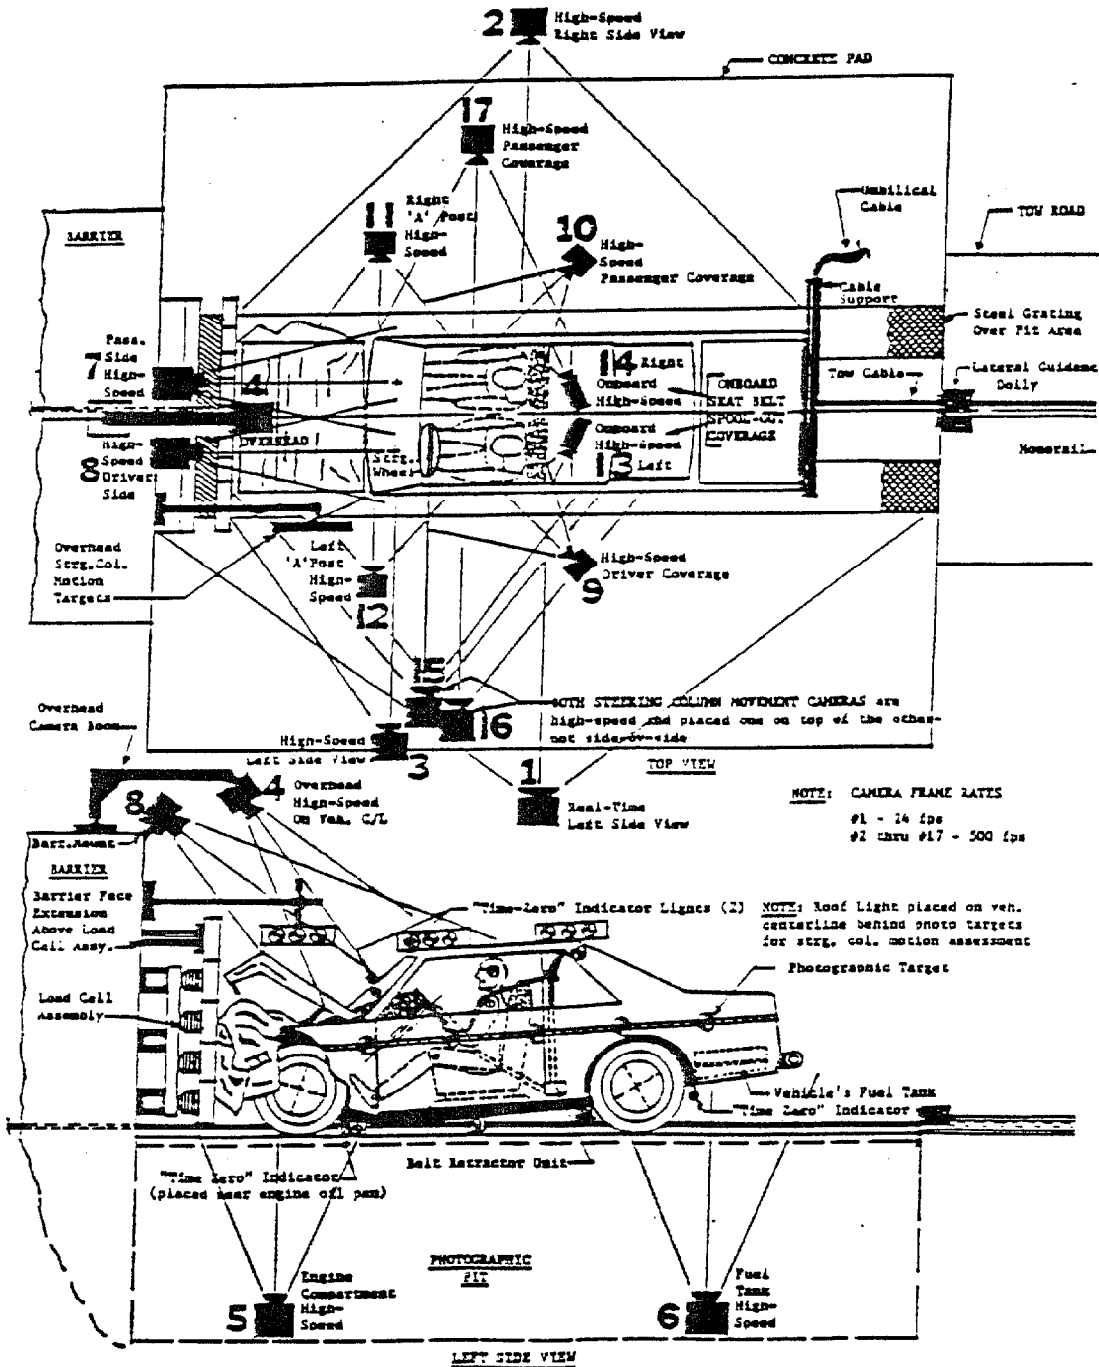 2
High-Speed
Right Side View
CONCRETE PAD
17
High-Speed
Passenger
Coverage
11
Right
'A' Post
High-
Speed
10
High-
Speed
Passenger Coverage
Umbilical
Cable
TOW ROAD
BARRIER
Cable
Support
Steel Grating
Over Pit Area
Pass.
Side
High-
Speed
7
4
OVERHEAD
14 Right
Onboard
High-Speed
ONBOARD
SEAT BELT
SPOOL-OUT
COVERAGE
Tow Cable
Lateral Guidance
Dolly
High-
Speed
Driver
Side
8
Strg.
Wheel
Onboard
High-Speed
13 Left
Monorail
Overhead
Strg.Col.
Motion
Targets
Left
'A'Post
High-
Speed
12
High-Speed
Driver Coverage
9
15
16
BOTH STEERING COLUMN MOVEMENT CAMERAS are
high-speed and placed one on top of the other-
not side-by-side
Overhead
Camera Boom
High-Speed
Left Side View
3
TOP VIEW
1
Real-Time
Left Side View
NOTE: CAMERA FRAME RATES
#1 - 24 fps
#2 thru #17 - 500 fps
8
4
Overhead
High-Speed
On Veh. C/L
Barr.Mount
BARRIER
Barrier Face
Extension
Above Load
Cell Assy.
"Time-Zero" Indicator Lights (2)
NOTE: Roof Light placed on veh.
centerline behind photo targets
for strg. col. motion assessment
Photographic Target
Load Cell
Assembly
Vehicle's Fuel Tank
"Time Zero" Indicator
"Time Zero" Indicator
(placed near engine oil pan)
Belt Retractor Unit
PHOTOGRAPHIC
PIT
5
Engine
Compartment
High-
Speed
6
Fuel
Tank
High-
Speed
LEFT SIDE VIEW